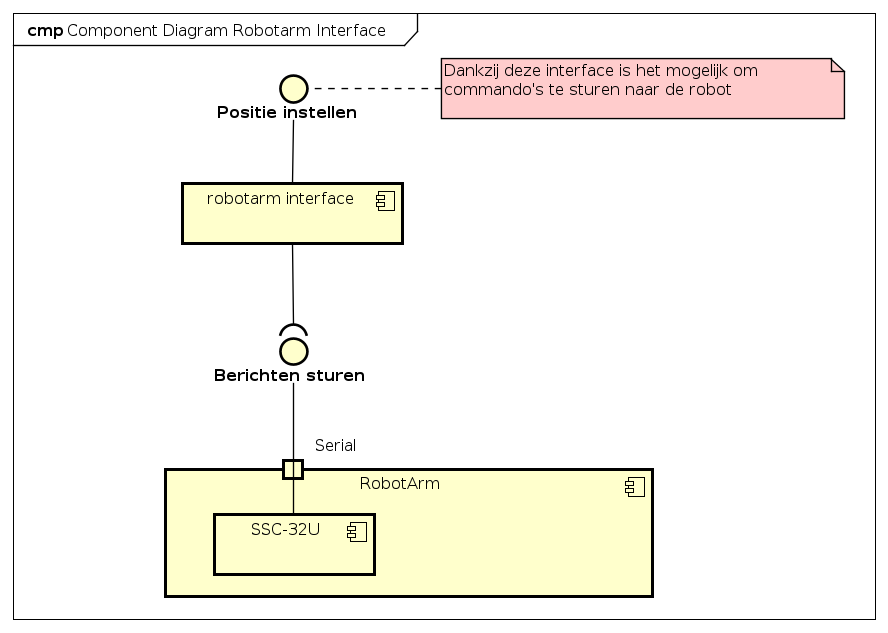 cmp Component Diagram Robotarm Interface
Dankzij deze interface is het mogelijk om
commando's te sturen naar de robot
Positie instellen
robotarm interface
Berichten sturen
Serial
RobotArm
SSC-32U